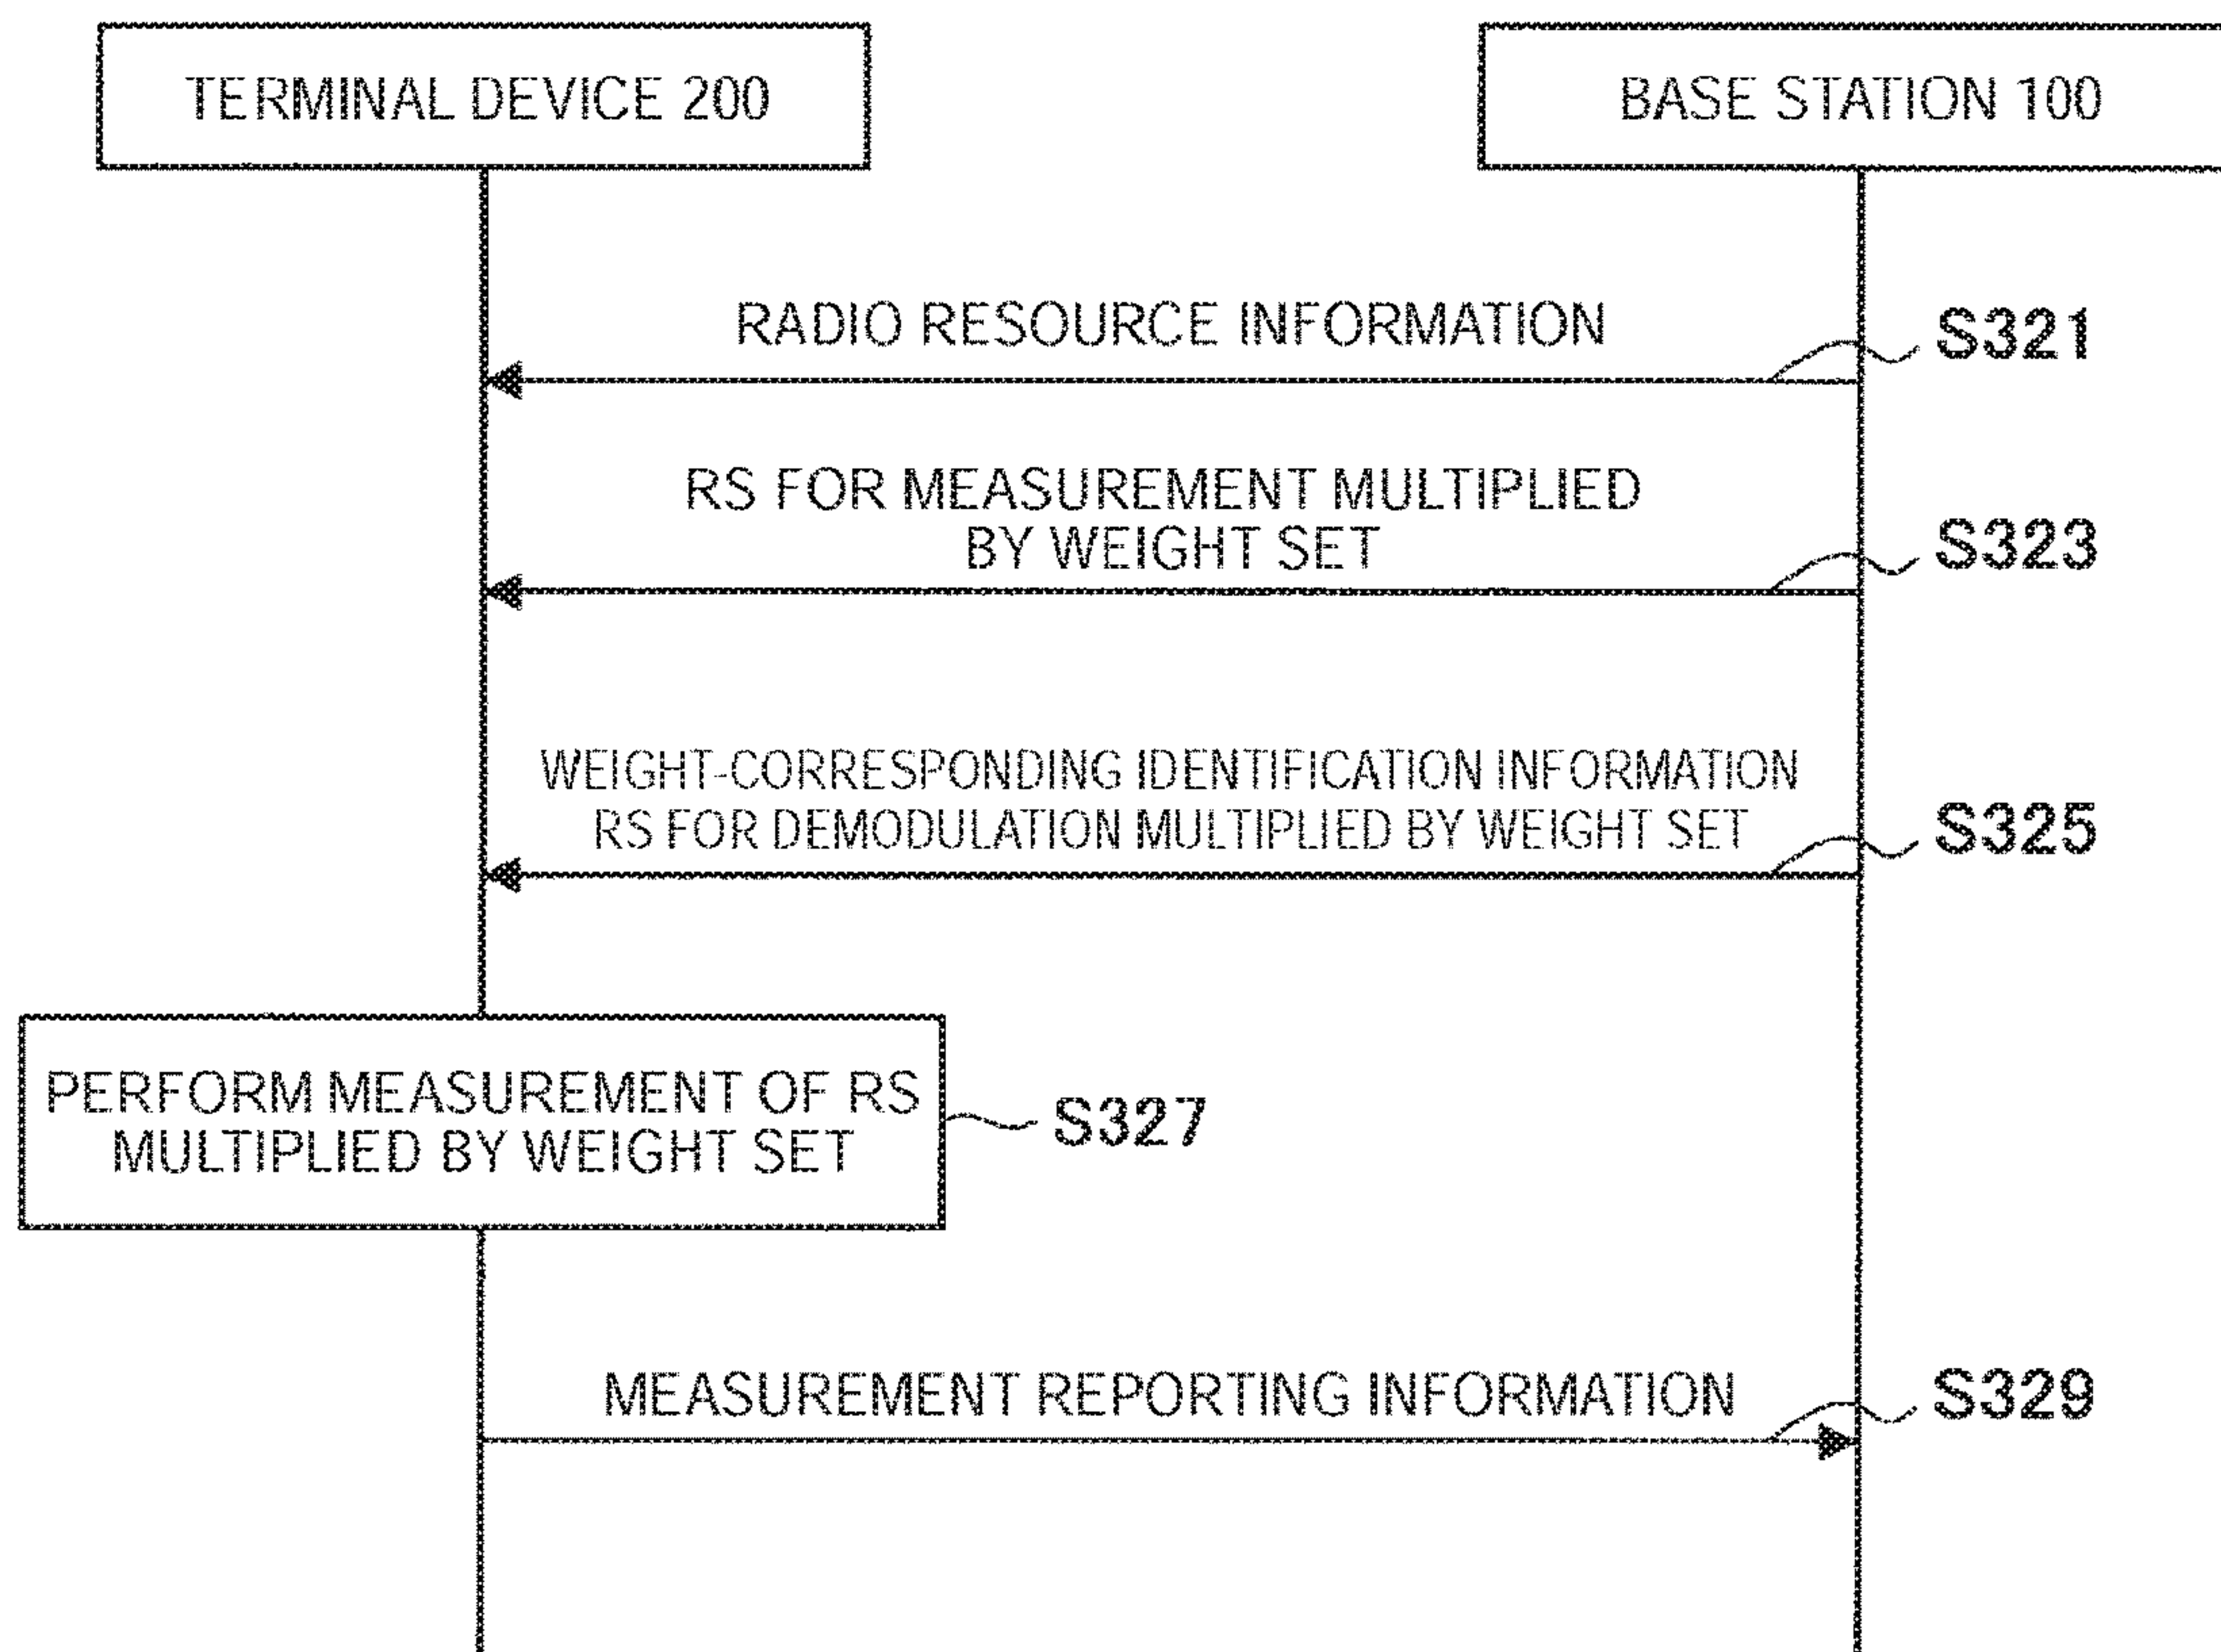 TERMINAL DEVICE 200
BASE STATION 100
RADIO RESOURCE INFORMATION
S321
RS FOR MEASUREMENT MULTIPLIED
BY WEIGHT SET
S323
WEIGHT-CORRESPONDING IDENTIFICATION INFORMATION
RS FOR DEMODULATION MULTIPLIED BY WEIGHT SET
S325
PERFORM MEASUREMENT OF RS
MULTIPLIED BY WEIGHT SET
S327
MEASUREMENT REPORTING INFORMATION
S329